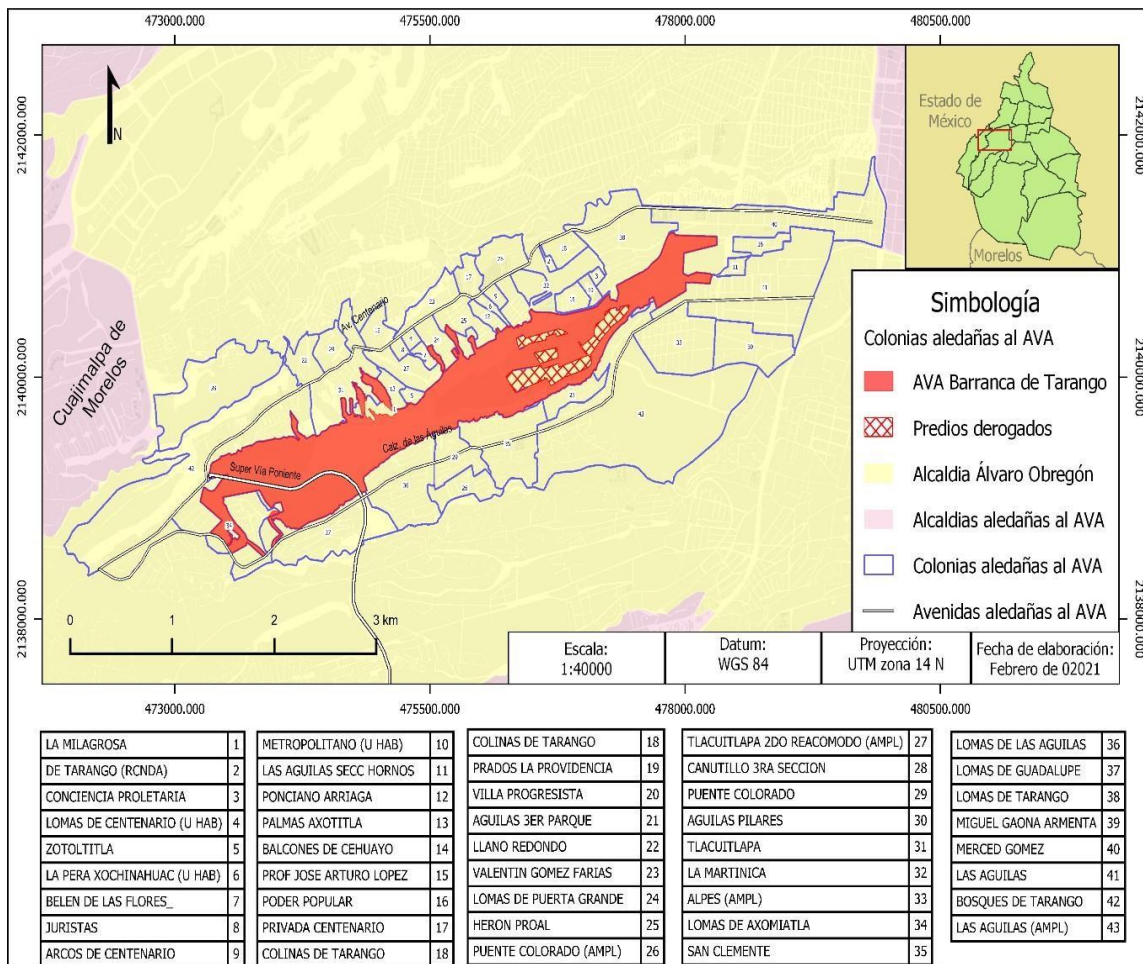 473000.000 475500.000 478000.000 480500.000
2142000.000
2140000.000
2138000.000
N
Cuajimalpa de
Morelos
Av. Centenario
Calz. de las Águilas
Super Vía Poniente
0 1 2 3 km
Estado de
México
Morelos
Simbología
Colonias aledañas al AVA
AVA Barranca de Tarango
Predios derogados
Alcaldia Álvaro Obregón
Alcaldias aledañas al AVA
Colonias aledañas al AVA
Avenidas aledañas al AVA
2142000.000
Escala:
1:40000
Datum:
WGS 84
Proyección:
UTM zona 14 N
Fecha de elaboración:
Febrero de 02021
473000.000 475500.000 478000.000 480500.000
LA MILAGROSA 1
DE TARANGO (RCNDA) 2
CONCIENCIA PROLETARIA 3
LOMAS DE CENTENARIO (U HAB) 4
ZOTOLTITLA 5
LA PERA XOCHINAHUAC (U HAB) 6
BELEN DE LAS FLORES_ 7
JURISTAS 8
ARCOS DE CENTENARIO 9
METROPOLITANO (U HAB) 10
LAS AGUILAS SECC HORNOS 11
PONCIANO ARRIAGA 12
PALMAS AXOTITLA 13
BALCONES DE CEHUAYO 14
PROF JOSE ARTURO LOPEZ 15
PODER POPULAR 16
PRIVADA CENTENARIO 17
COLINAS DE TARANGO 18
COLINAS DE TARANGO 18
PRADOS LA PROVIDENCIA 19
VILLA PROGRESISTA 20
AGUILAS 3ER PARQUE 21
LLANO REDONDO 22
VALENTIN GOMEZ FARIAS 23
LOMAS DE PUERTA GRANDE 24
HERON PROAL 25
PUENTE COLORADO (AMPL) 26
TLACUITLAPA 2DO REACOMODO (AMPL) 27
CANUTILLO 3RA SECCION 28
PUENTE COLORADO 29
AGUILAS PILARES 30
TLACUITLAPA 31
LA MARTINICA 32
ALPES (AMPL) 33
LOMAS DE AXOMIATLA 34
SAN CLEMENTE 35
LOMAS DE LAS AGUILAS 36
LOMAS DE GUADALUPE 37
LOMAS DE TARANGO 38
MIGUEL GAONA ARMENTA 39
MERCED GOMEZ 40
LAS AGUILAS 41
BOSQUES DE TARANGO 42
LAS AGUILAS (AMPL) 43